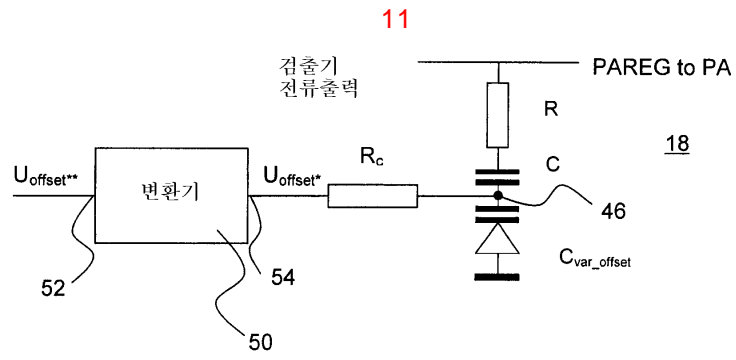 11
검출기
전류출력
PAREG to PA
R
18
Rc
C
Uoffset**
변환기
Uoffset*
46
Cvar_offset
52
54
50